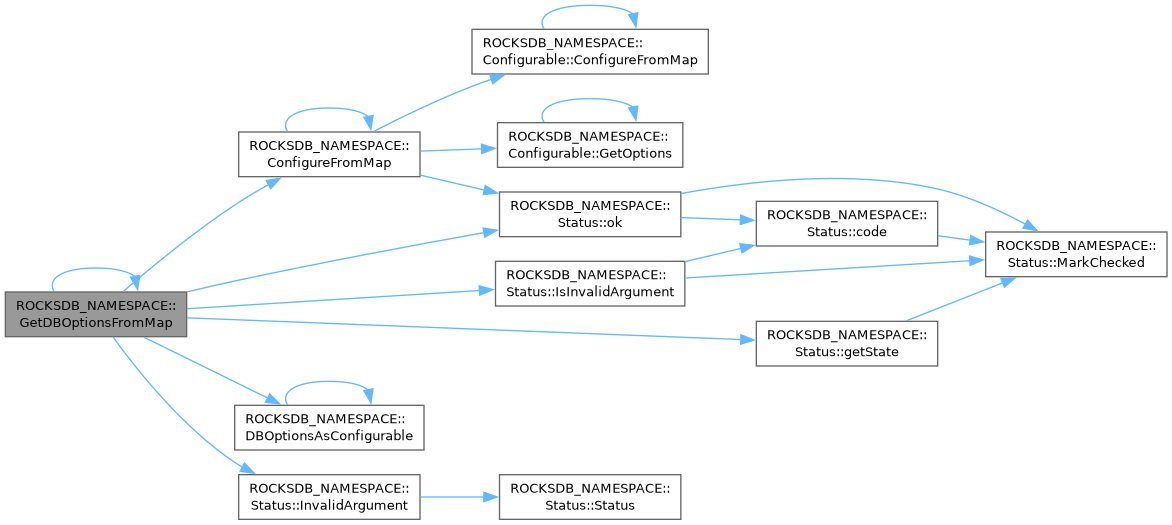 ROCKSDB_NAMESPACE::
Configurable::ConfigureFromMap
ROCKSDB_NAMESPACE::
ConfigureFromMap
ROCKSDB_NAMESPACE::
Configurable::GetOptions
ROCKSDB_NAMESPACE::
Status::ok
ROCKSDB_NAMESPACE::
Status::code
ROCKSDB_NAMESPACE::
Status::MarkChecked
ROCKSDB_NAMESPACE::
Status::IsInvalidArgument
ROCKSDB_NAMESPACE::
GetDBOptionsFromMap
ROCKSDB_NAMESPACE::
Status::getState
ROCKSDB_NAMESPACE::
DBOptionsAsConfigurable
ROCKSDB_NAMESPACE::
Status::InvalidArgument
ROCKSDB_NAMESPACE::
Status::Status